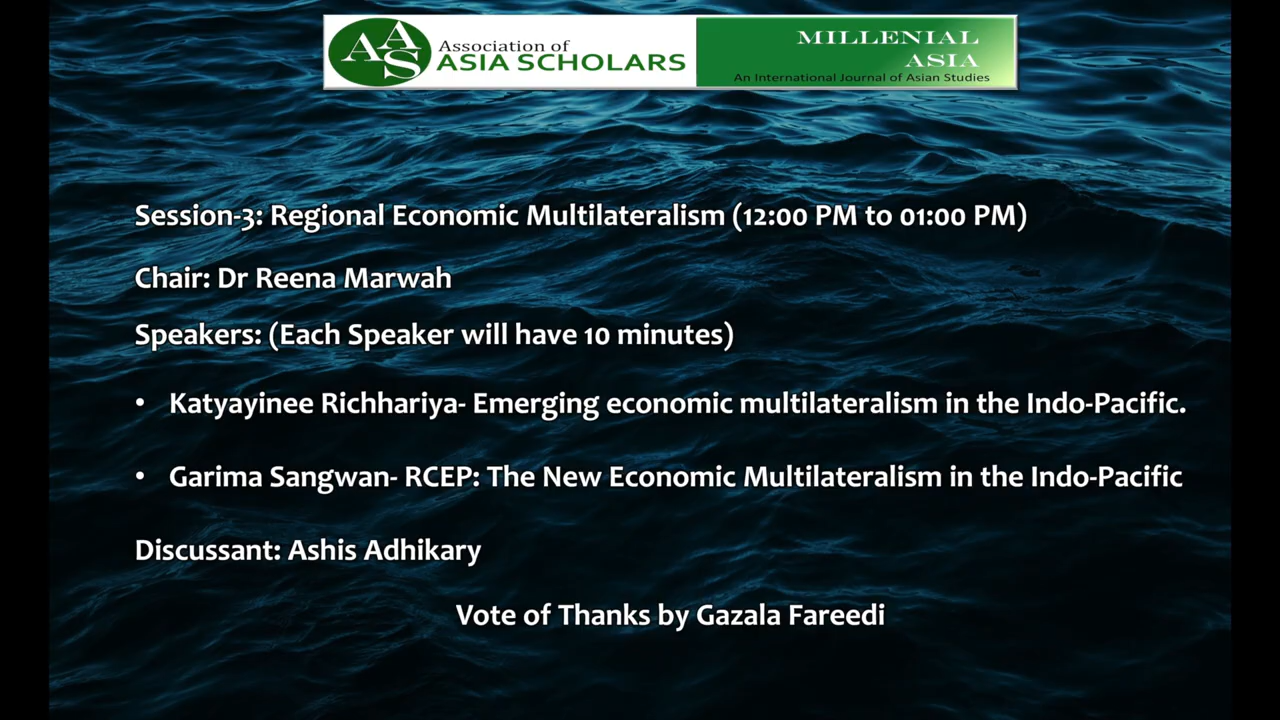 AAS
Association of
ASIA SCHOLARS
MILLENIAL
ASIA
An International Journal of Asian Studies
Session-3: Regional Economic Multilateralism (12:00 PM to 01:00 PM)
Chair: Dr Reena Marwah
Speakers: (Each Speaker will have 10 minutes)
• Katyayinee Richhariya- Emerging economic multilateralism in the Indo-Pacific.
• Garima Sangwan- RCEP: The New Economic Multilateralism in the Indo-Pacific
Discussant: Ashis Adhikary
Vote of Thanks by Gazala Fareedi